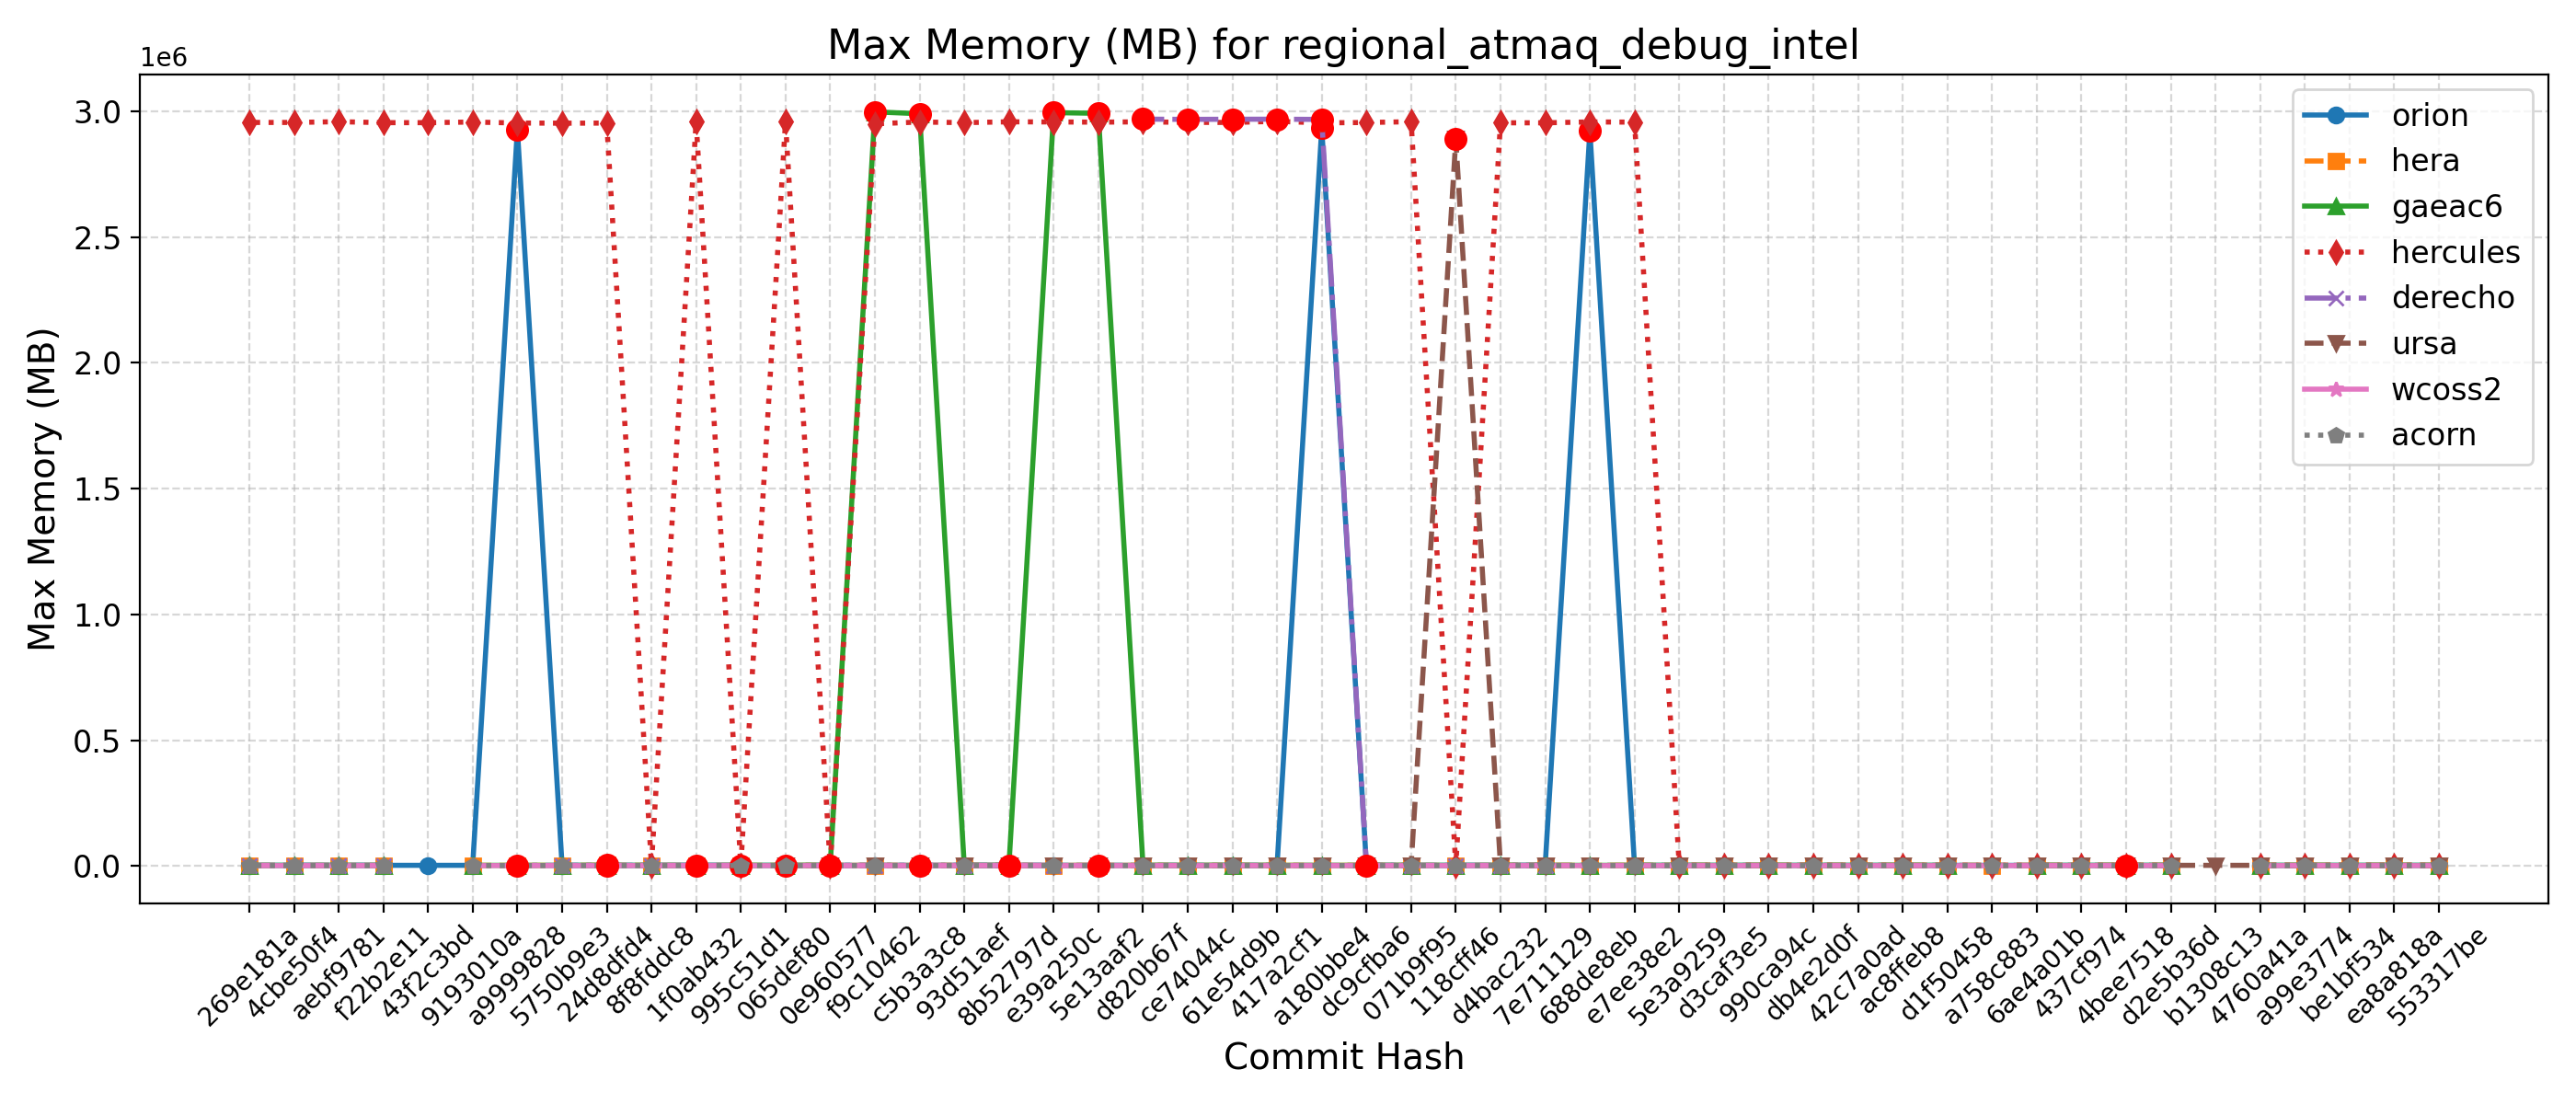 Max Memory (MB) for regional_atmaq_debug_intel
1e6
3.0
2.5
2.0
1.5
1.0
0.5
0.0
Max Memory (MB)
orion
hera
gaeac6
hercules
derecho
ursa
wcoss2
acorn
269e181a
4cbe50f4
aebf9781
f22b2e11
43f2c3bd
9193010a
a9999828
5750b9e3
24d8dfd4
8f8fddc8
1f0ab432
995c51d1
065def80
0e960577
f9c10462
c5b3a3c8
93d51aef
8b52797d
e39a250c
5e13aaf2
d820b67f
ce74044c
61e54d9b
417a2cf1
a180bbe4
dc9cfba6
071b9f95
118cff46
d4bac232
7e711129
688de8eb
e7ee38e2
5e3a9259
d3caf3e5
990ca94c
db4e2d0f
42c7a0ad
ac8ffeb8
d1f50458
a758c883
6ae4a01b
437cf974
4bee7518
d2e5b36d
b1308c13
4760a41a
a99e3774
be1bf534
ea8a818a
553317be
Commit Hash